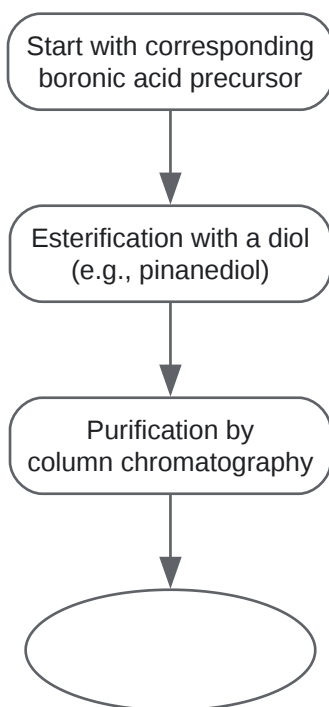 Start with corresponding
boronic acid precursor
Esterification with a diol
(e.g., pinanediol)
Purification by
column chromatography